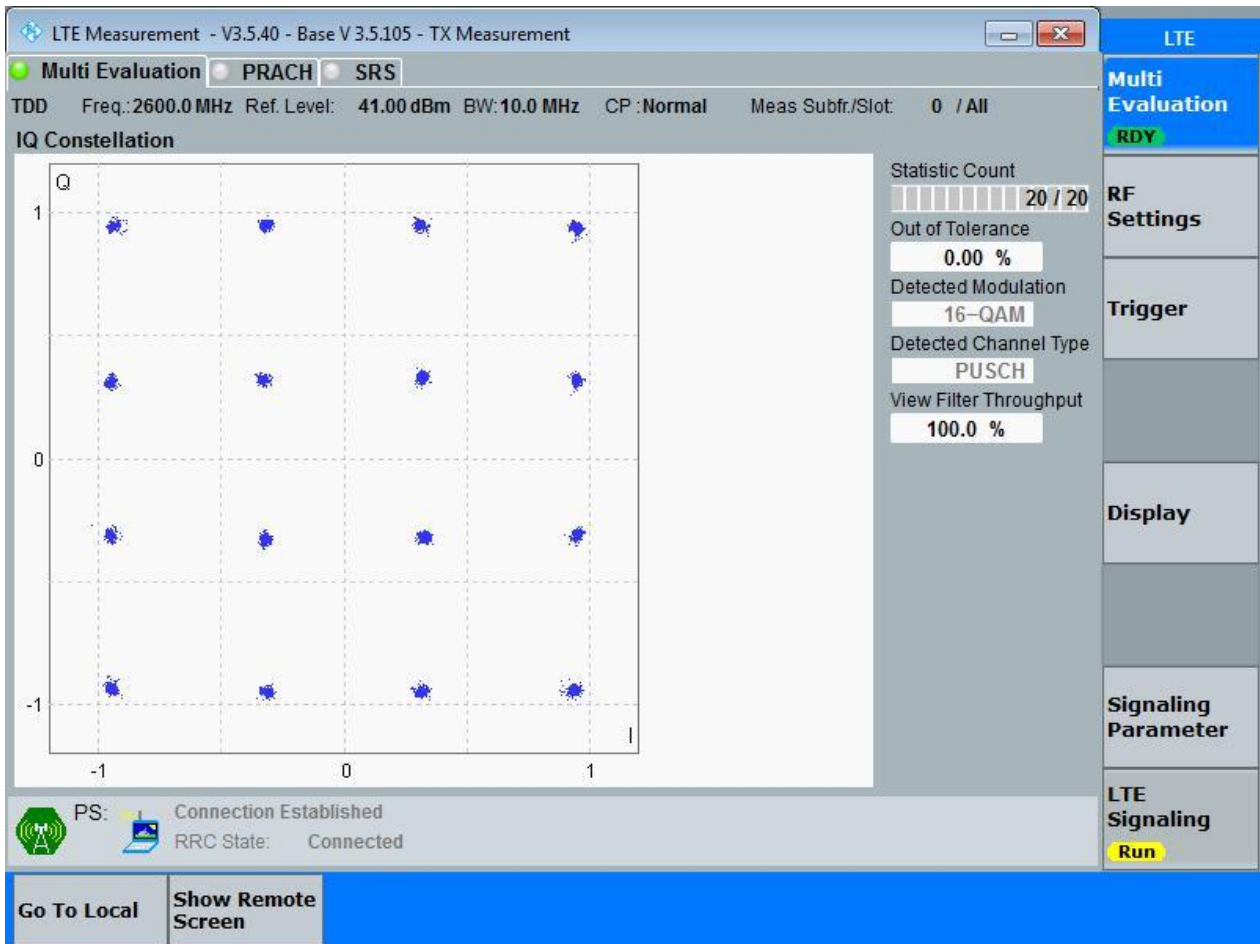 LTE Measurement - V3.5.40 - Base V 3.5.105 - TX Measurement
LTE
Multi Evaluation PRACH SRS
TDD Freq.:2600.0 MHz Ref. Level: 41.00 dBm BW:10.0 MHz CP :Normal Meas Subfr./Slot: 0 / All
IQ Constellation
Q
1
0
-1
-1 0 1
I
Statistic Count
20 / 20
Out of Tolerance
0.00 %
Detected Modulation
16-QAM
Detected Channel Type
PUSCH
View Filter Throughput
100.0 %
Multi
Evaluation
RDY
RF
Settings
Trigger
Display
Signaling
Parameter
LTE
Signaling
Run
PS: Connection Established
RRC State: Connected
Go To Local
Show Remote
Screen